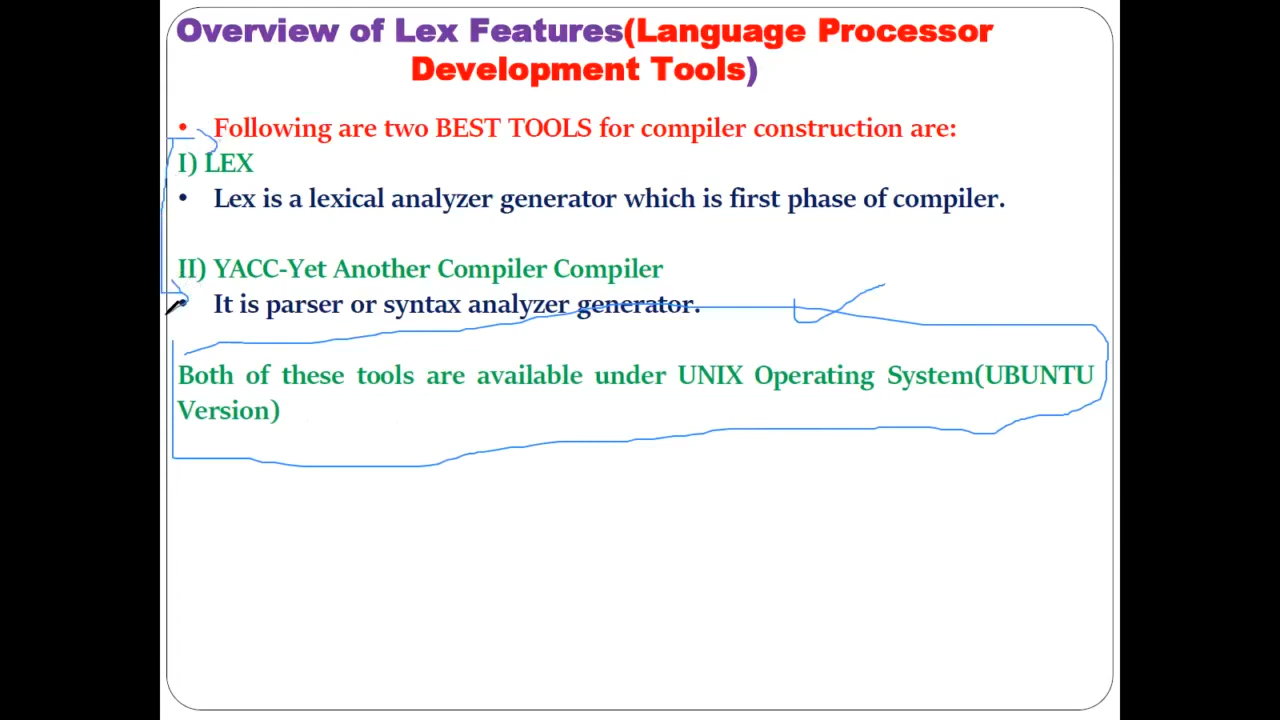 Overview of Lex Features(Language Processor
Development Tools)
• Following are two BEST TOOLS for compiler construction are:
I) LEX
• Lex is a lexical analyzer generator which is first phase of compiler.
II) YACC-Yet Another Compiler Compiler
• It is parser or syntax analyzer generator.
Both of these tools are available under UNIX Operating System(UBUNTU
Version)